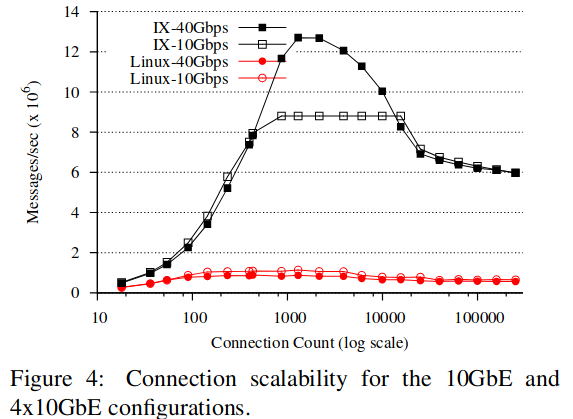 14
12
10
8
6
4
2
0
Messages/sec (x 10^6)
IX-40Gbps
IX-10Gbps
Linux-40Gbps
Linux-10Gbps
10
100
1000
10000
100000
Connection Count (log scale)
Figure 4: Connection scalability for the 10GbE and
4x10GbE configurations.